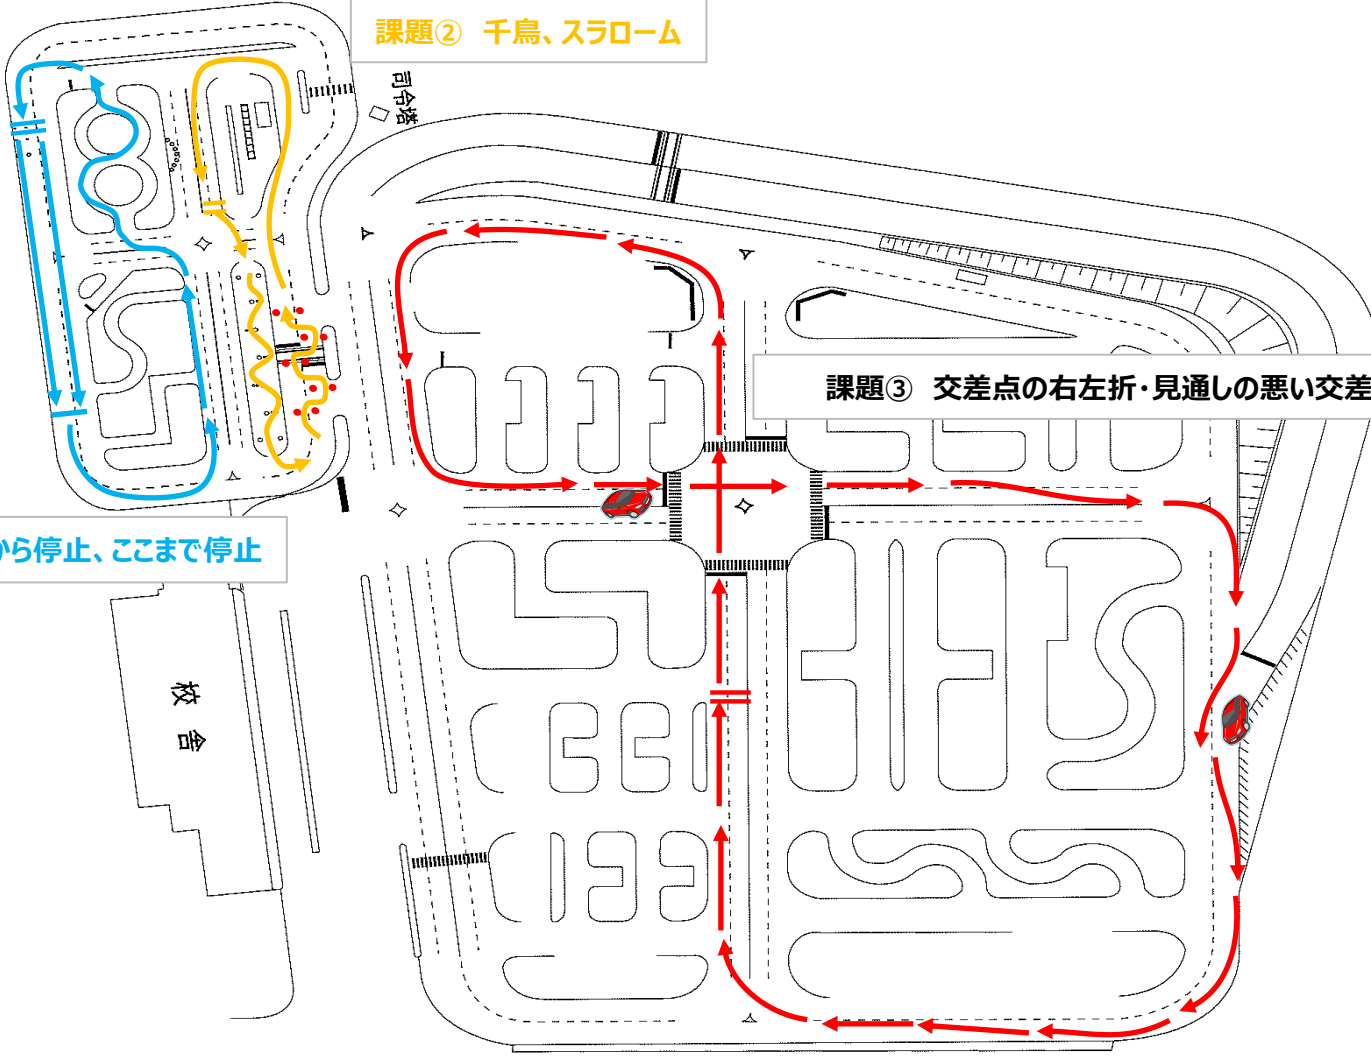 課題② 千鳥、スラローム
司令塔
課題③ 交差点の右左折・見通しの悪い交差
から停止、ここまで停止
校舎